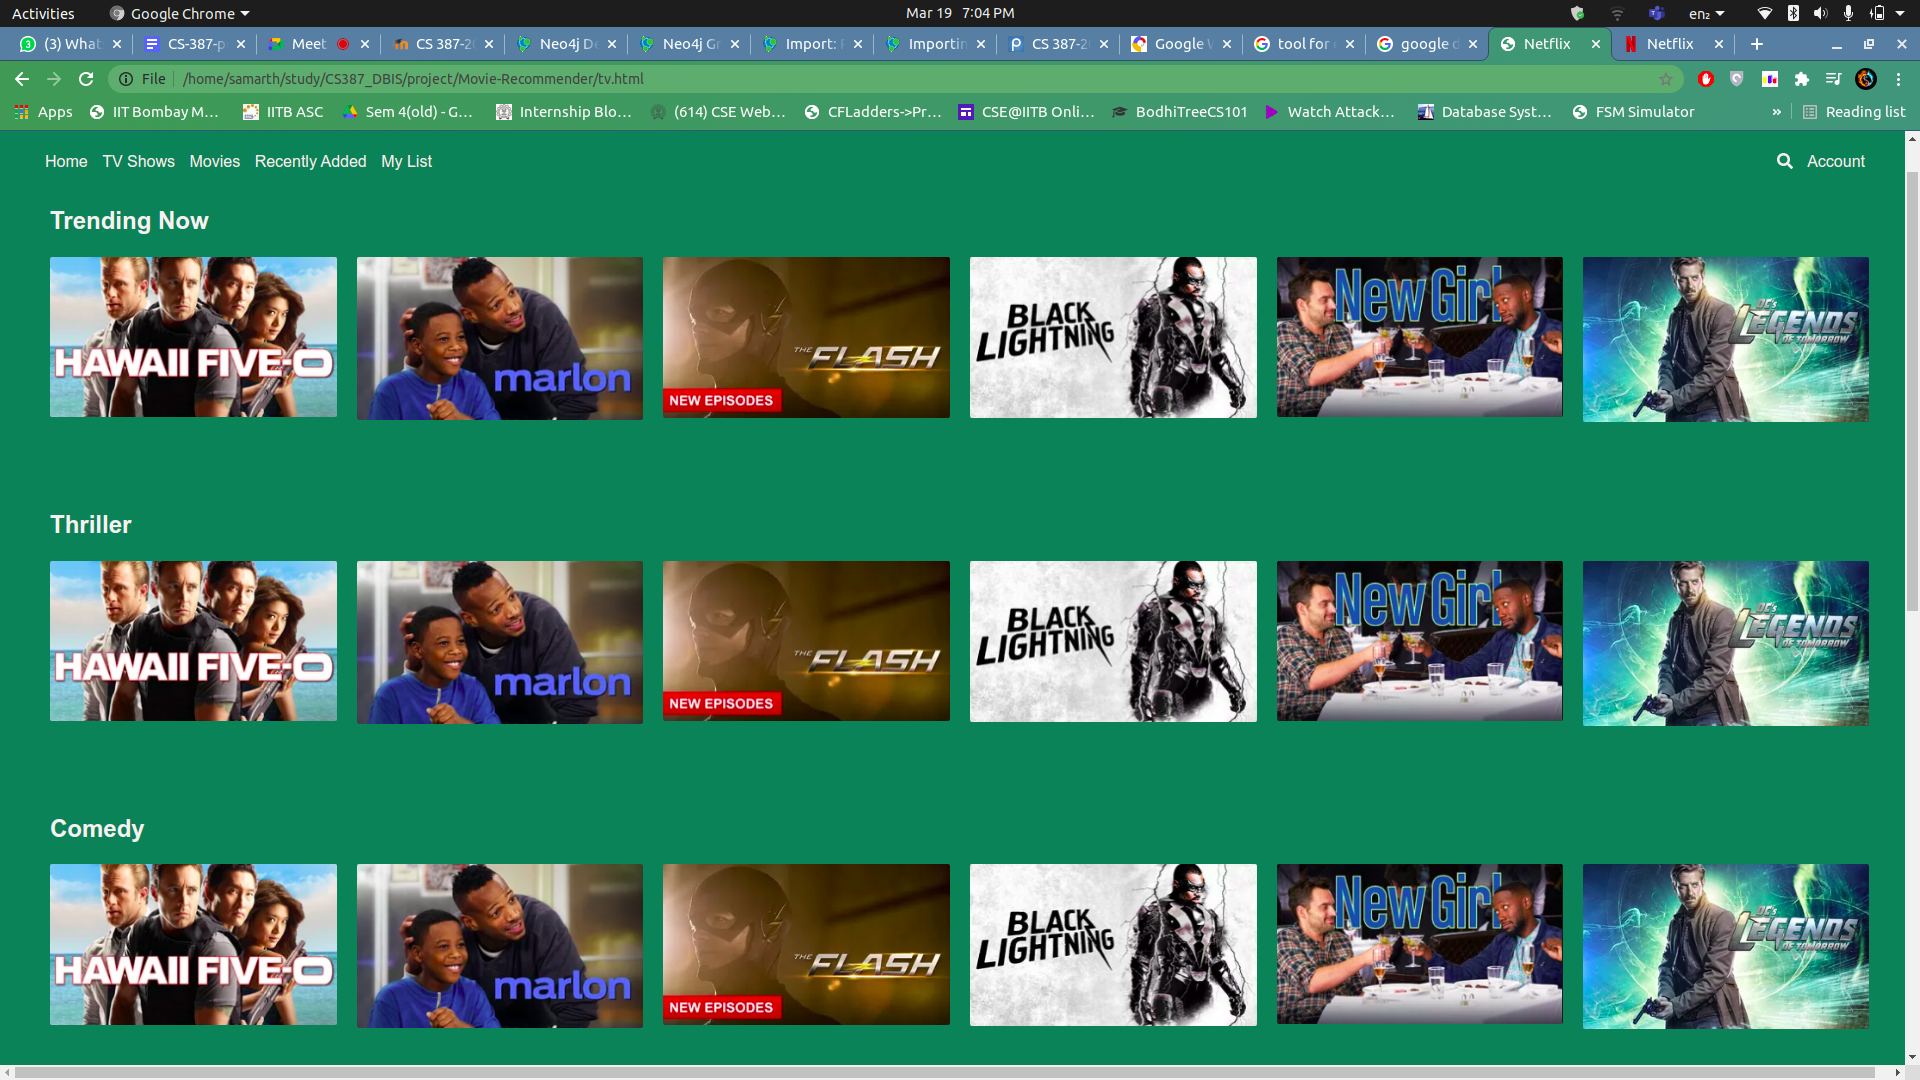 Activities Google Chrome Mar 19 7:04 PM en₂
(3) What CS-387-p Meet CS 387-2 Neo4j De Neo4j Gr Import: Importin CS 387-2 Google tool for google Netflix Netflix
File /home/samarth/study/CS387_DBIS/project/Movie-Recommender/tv.html
Apps IIT Bombay M... IITB ASC Sem 4(old) - G... Internship Blo... (614) CSE Web... CFLadders->Pr... CSE@IITB Onli... BodhiTreeCS101 Watch Attack... Database Syst... FSM Simulator » Reading list
Home TV Shows Movies Recently Added My List Account
Trending Now
HAWAII FIVE-O
marlon
THE FLASH
NEW EPISODES
BLACK LIGHTNING
New Girl
DC's LEGENDS OF TOMORROW
Thriller
HAWAII FIVE-O
marlon
THE FLASH
NEW EPISODES
BLACK LIGHTNING
New Girl
DC's LEGENDS OF TOMORROW
Comedy
HAWAII FIVE-O
marlon
THE FLASH
NEW EPISODES
BLACK LIGHTNING
New Girl
DC's LEGENDS OF TOMORROW